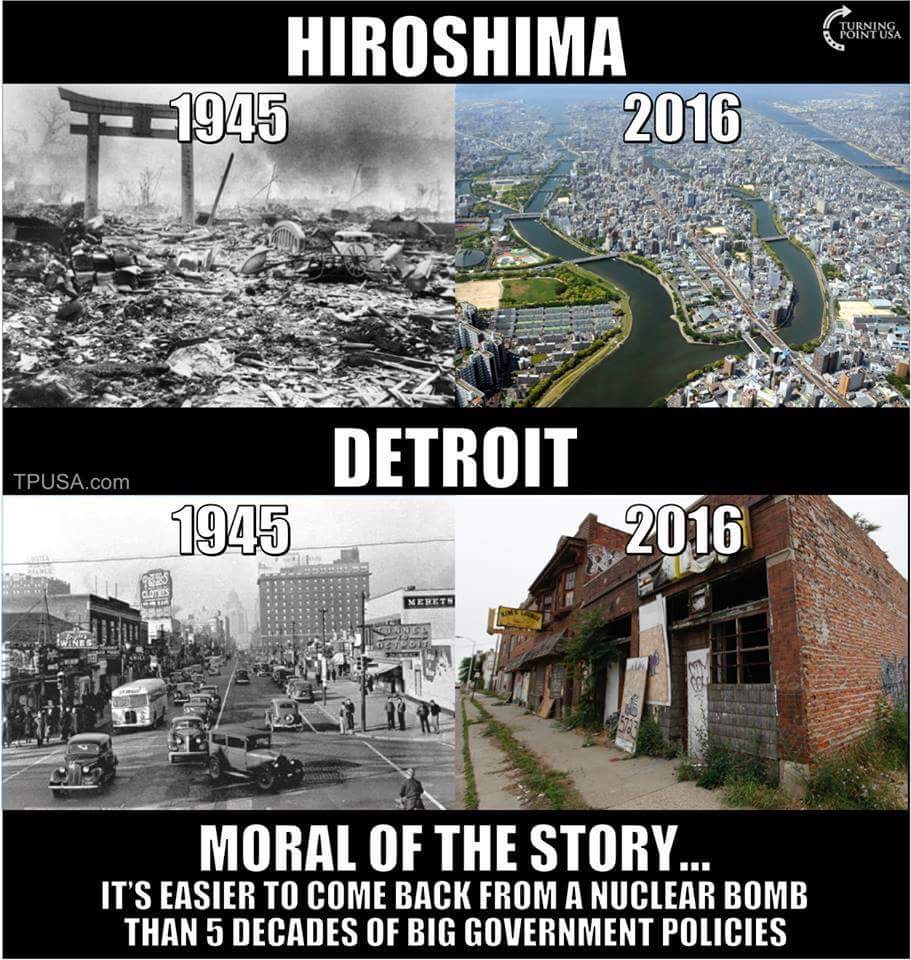 HIROSHIMA
TURNING
POINT USA
1945
2016
DETROIT
TPUSA.com
1945
2016
CLOTHES
MERETS
WINES
MORAL OF THE STORY...
IT'S EASIER TO COME BACK FROM A NUCLEAR BOMB
THAN 5 DECADES OF BIG GOVERNMENT POLICIES